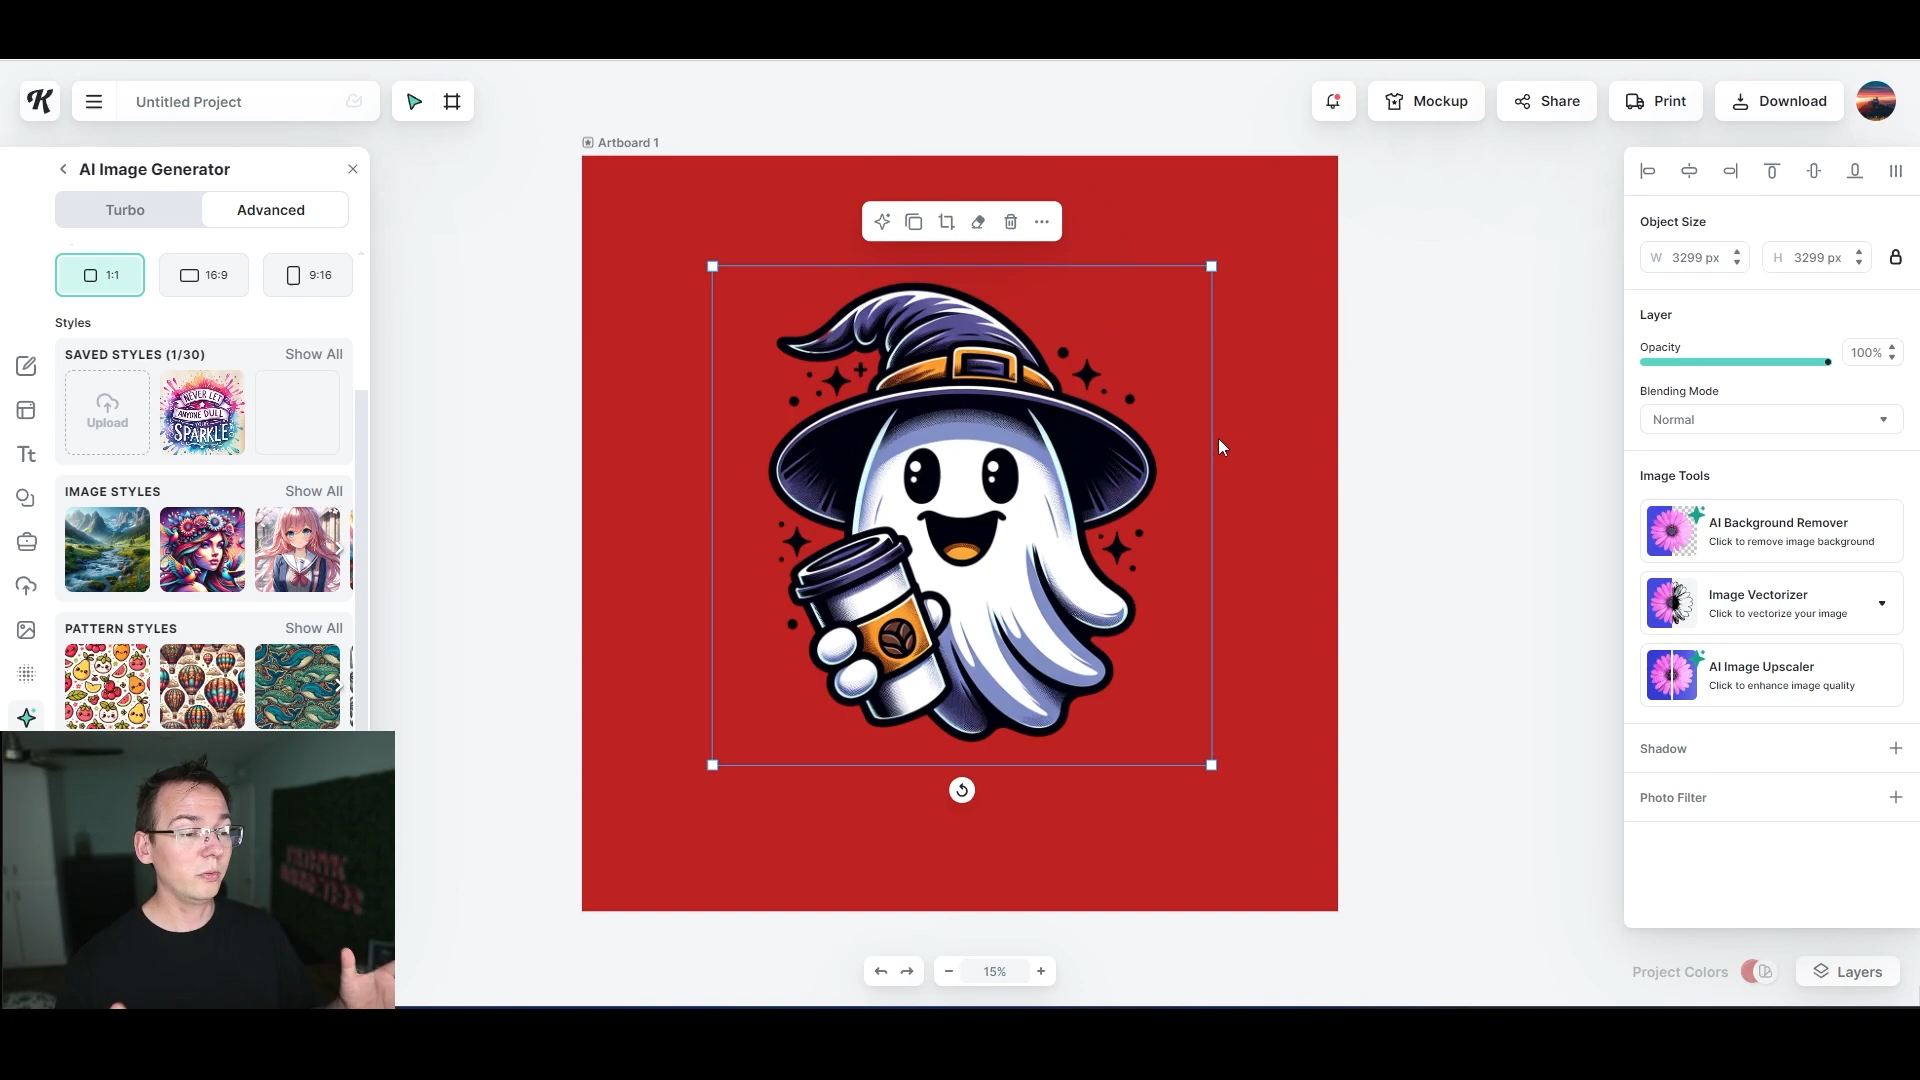 K
Untitled Project
Mockup
Share
Print
Download
Artboard 1
AI Image Generator
Turbo
Advanced
1:1
16:9
9:16
Styles
SAVED STYLES (1/30)
Show All
Upload
NEVER LET
ANYONE DULL
YOUR
SPARKLE
IMAGE STYLES
Show All
PATTERN STYLES
Show All
Tt
Object Size
W 3299 px
H 3299 px
Layer
Opacity
100%
Blending Mode
Normal
Image Tools
AI Background Remover
Click to remove image background
Image Vectorizer
Click to vectorize your image
AI Image Upscaler
Click to enhance image quality
Shadow
Photo Filter
15%
Project Colors
Layers